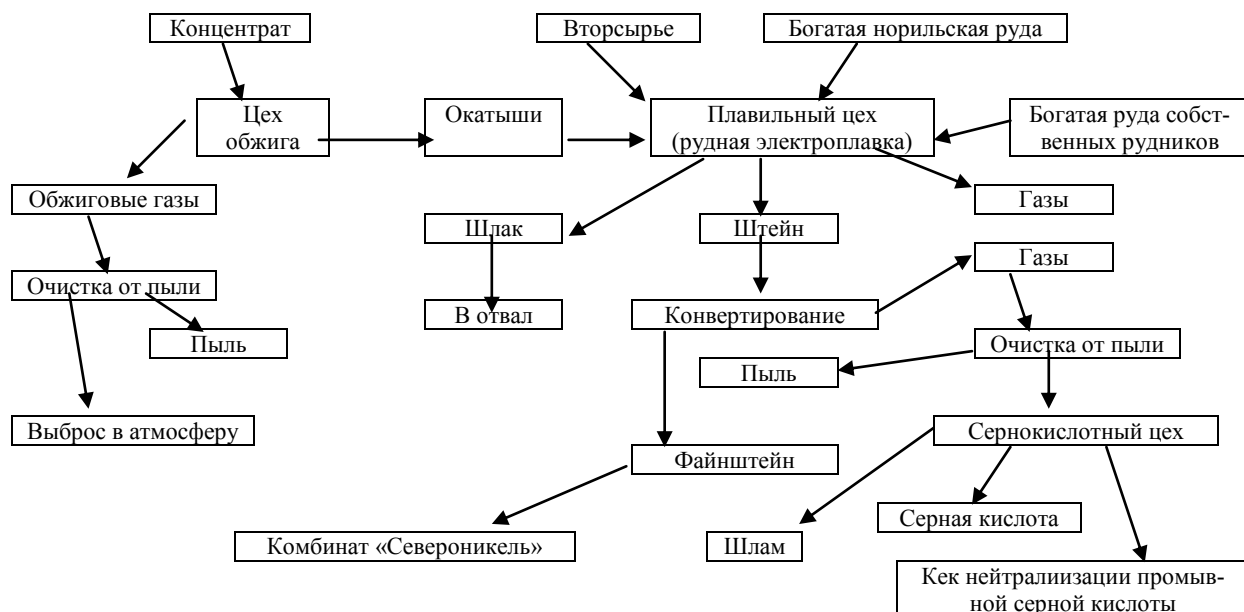 Концентрат
Вторсырье
Богатая норильская руда
Цех
обжига
Окатыши
Плавильный цех
(рудная электроплавка)
Богатая руда собст-
венных рудников
Обжиговые газы
Газы
Шлак
Штейн
Газы
Очистка от пыли
В отвал
Конвертирование
Пыль
Очистка от пыли
Пыль
Выброс в атмосферу
Сернокислотный цех
Файнштейн
Серная кислота
Комбинат «Североникель»
Шлам
Кек нейтралиизации промыв-
ной серной кислоты